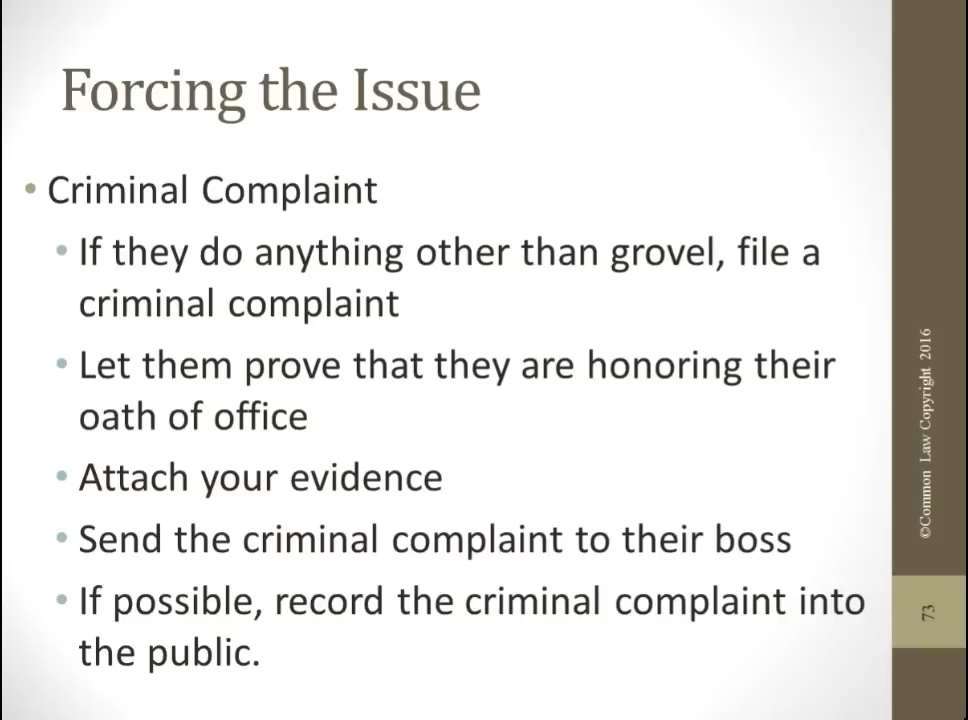 Forcing the Issue
• Criminal Complaint
• If they do anything other than grovel, file a
criminal complaint
• Let them prove that they are honoring their
oath of office
• Attach your evidence
• Send the criminal complaint to their boss
• If possible, record the criminal complaint into
the public.
©Common Law Copyright 2016
73